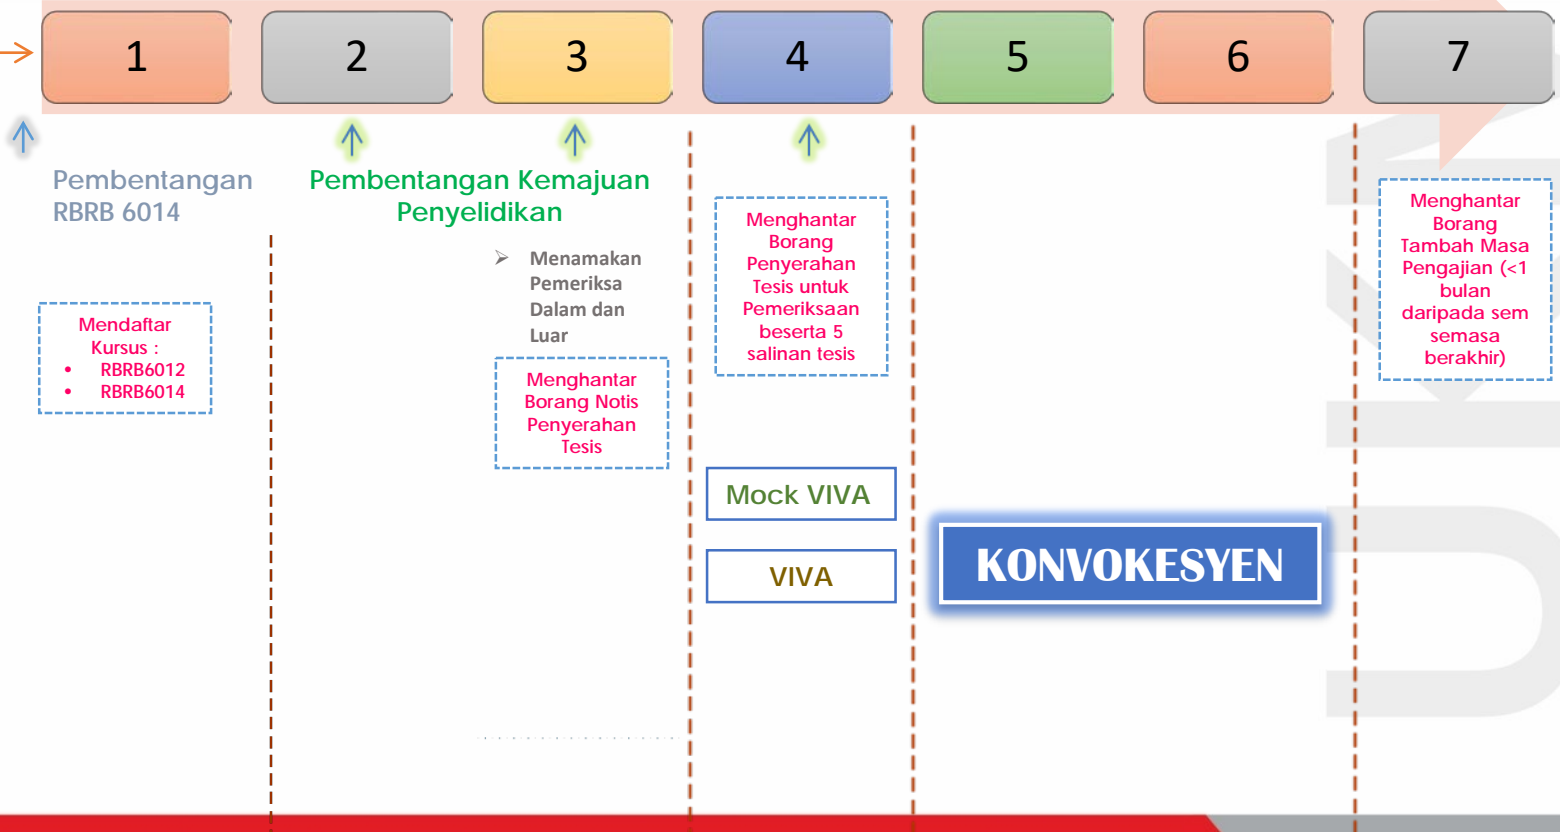 1
2
3
4
5
6
7
Pembentangan
RBRB 6014
Mendaftar
Kursus :
• RBRB6012
• RBRB6014
Pembentangan Kemajuan
Penyelidikan
➢ Menamakan
Pemeriksa
Dalam dan
Luar
Menghantar
Borang Notis
Penyerahan
Tesis
Menghantar
Borang
Penyerahan
Tesis untuk
Pemeriksaan
beserta 5
salinan tesis
Mock VIVA
VIVA
KONVOKESYEN
Menghantar
Borang
Tambah Masa
Pengajian (<1
bulan
daripada sem
semasa
berakhir)